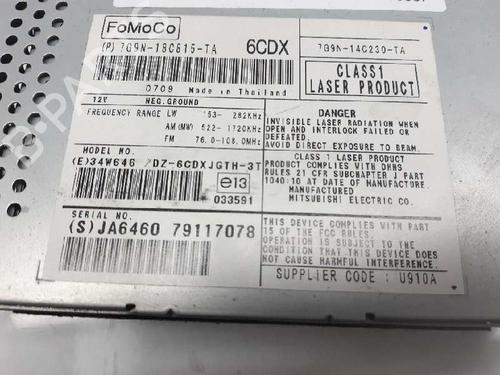 FoMoCo
6CDX
7G9N-14C230-TA
(P) 7G9N-18C815-TA
CLASS1
LASER PRODUCT
0709 Made in Thailand
12V NEG.GROUND
FREQUENCY RANGE LW 153- 282KHz
AM (MW) 522- 1720KHz
FM 76.0- 108.0MHz
DANGER
INVISIBLE LASER RADIATION WHEN
OPEN AND INTERLOCK FAILED OR
DEFEATED.
AVOID DIRECT EXPOSURE TO BEAM.
MODEL NO.
(E)34W646 DZ-6CDXJGTH-3T
e13
033591
CLASS 1 LASER PRODUCT
THIS PRODUCT COMPLIES WITH DHHS
RULES 21 CFR SUBCHAPTER J PART
1040:10 AT DATE OF MANUFACTURE.
MITSUBISHI ELECTRIC CO.
SERIAL NO.
(S)JA6460 79117078
THIS DEVICE COMPLIES WITH PART
15 OF THE FCC RULES.
OPERATION IS SUBJECT TO THE
CONDITION THAT THIS DEVICE DOES
NOT CAUSE HARMFUL INTERFERENCE.
SUPPLIER CODE : U910A